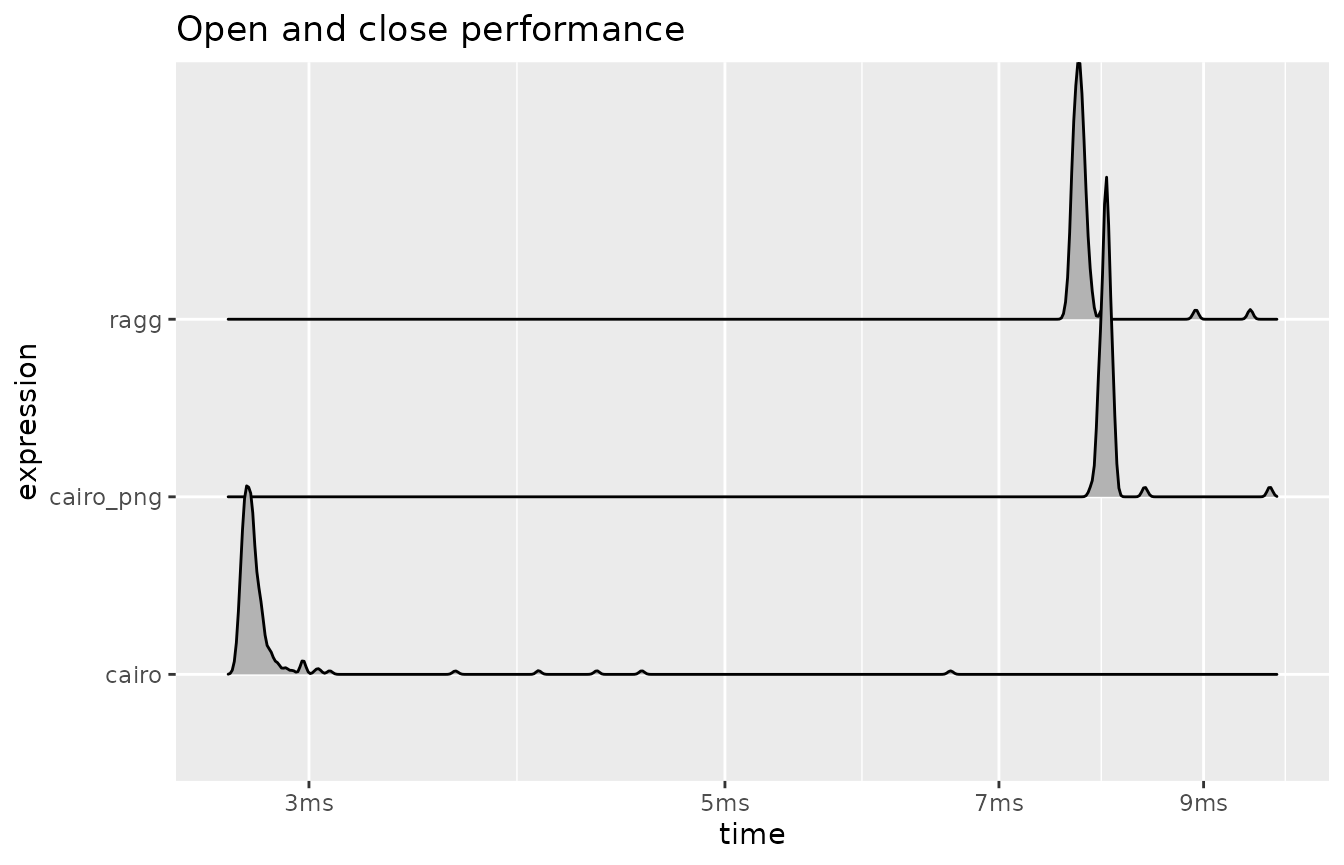 Open and close performance
ragg
cairo_png
cairo
expression
3ms
5ms
7ms
9ms
time